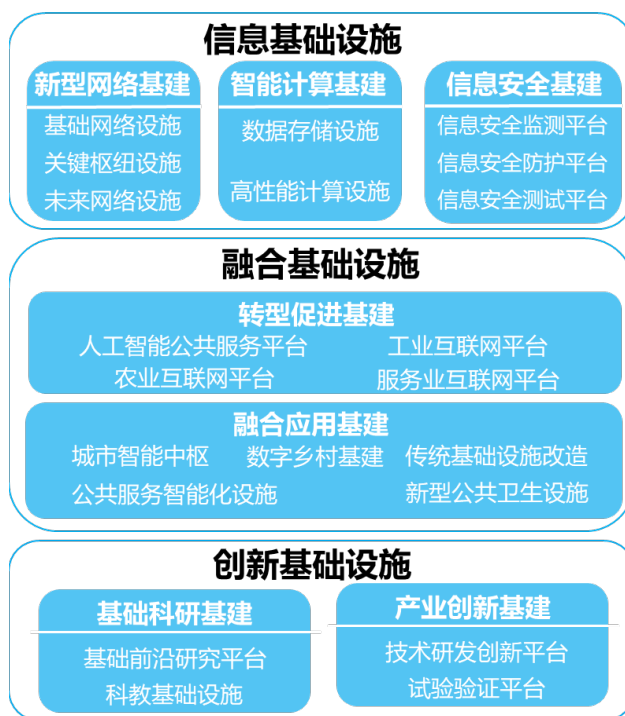 信息基础设施
新型网络基建
基础网络设施
关键枢纽设施
未来网络设施
智能计算基建
数据存储设施
高性能计算设施
信息安全基建
信息安全监测平台
信息安全防护平台
信息安全测试平台
融合基础设施
转型促进基建
人工智能公共服务平台 工业互联网平台
农业互联网平台 服务业互联网平台
融合应用基建
城市智能中枢 数字乡村基建 传统基础设施改造
公共服务智能化设施 新型公共卫生设施
创新基础设施
基础科研基建
基础前沿研究平台
科教基础设施
产业创新基建
技术研发创新平台
试验验证平台